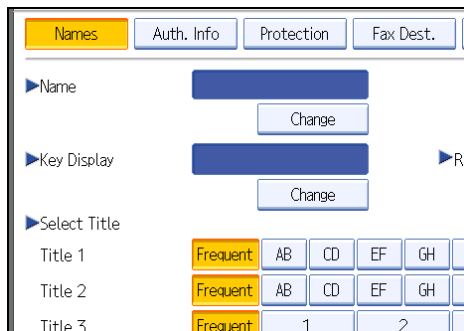 Names Auth. Info Protection Fax Dest.
▶Name
Change
▶Key Display ▶R
Change
▶Select Title
Title 1 Frequent AB CD EF GH
Title 2 Frequent AB CD EF GH
Title 3 Frequent 1 2